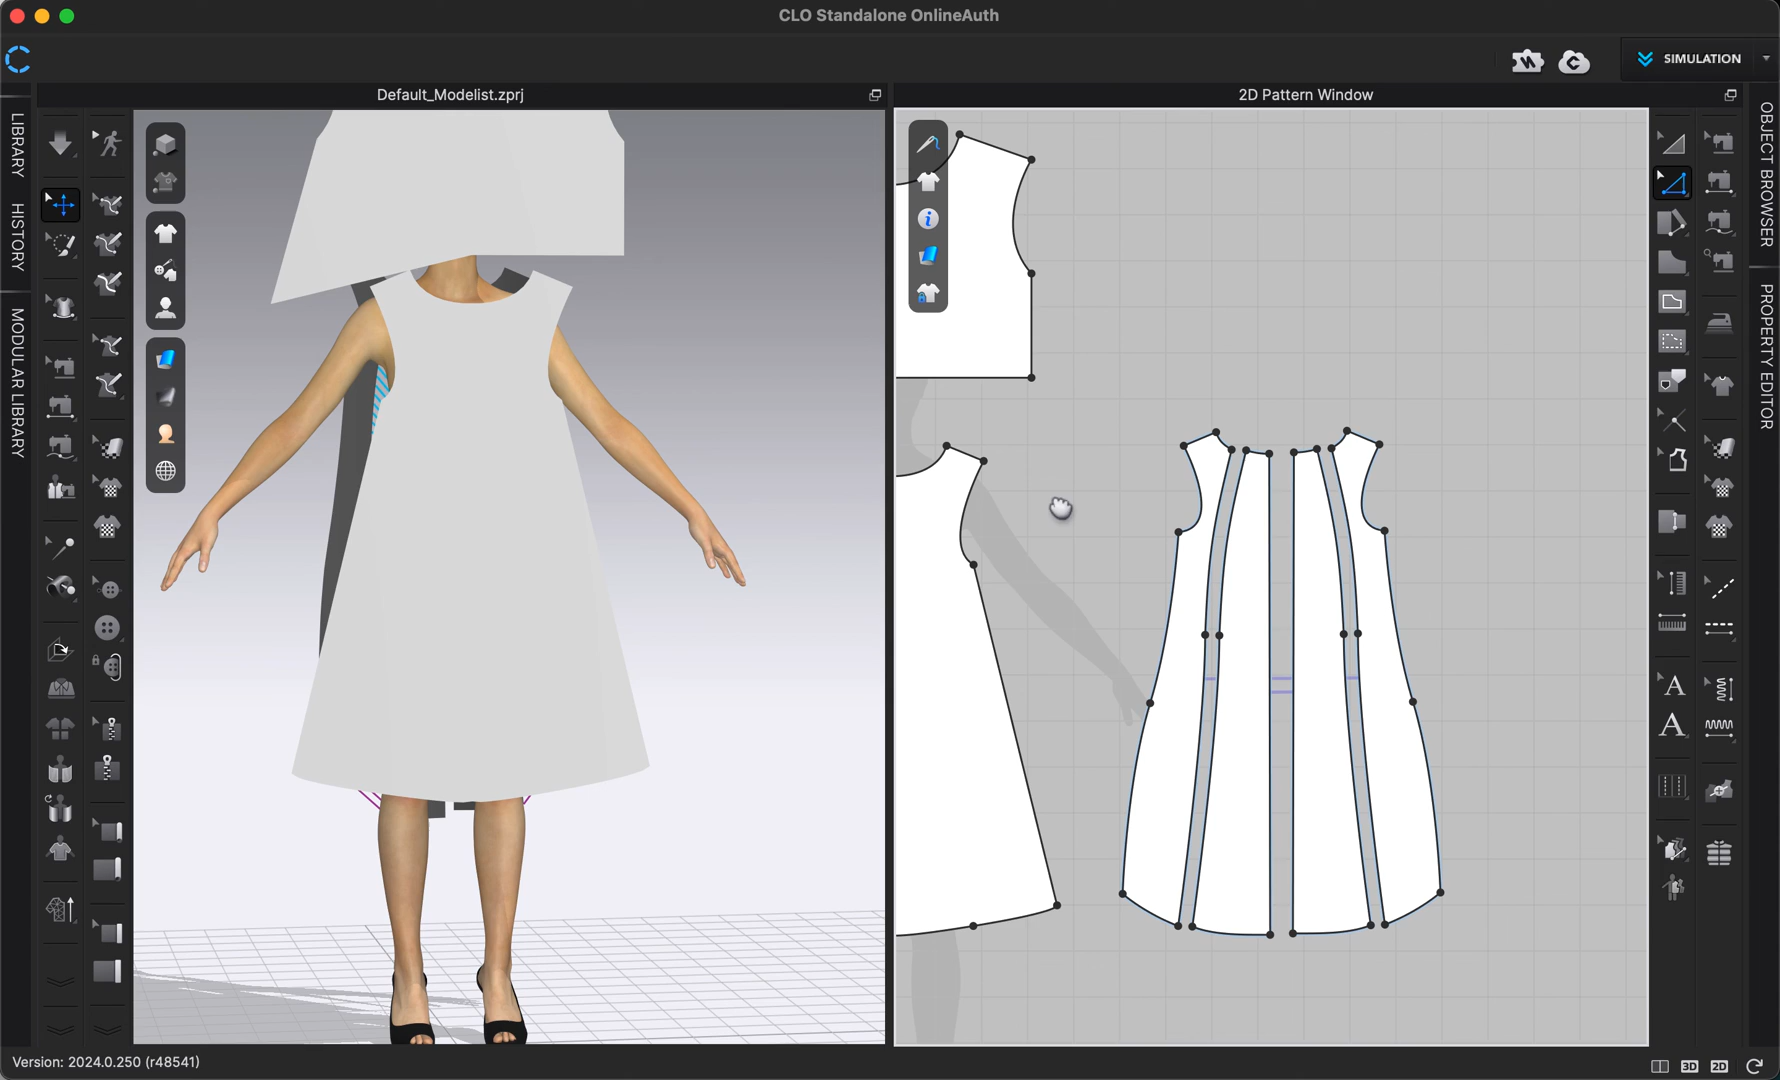 CLO Standalone OnlineAuth
SIMULATION
Default_Modelist.zprj
2D Pattern Window
LIBRARY
HISTORY
MODULAR LIBRARY
OBJECT BROWSER
PROPERTY EDITOR
A
A
Version: 2024.0.250 (r48541)
3D
2D